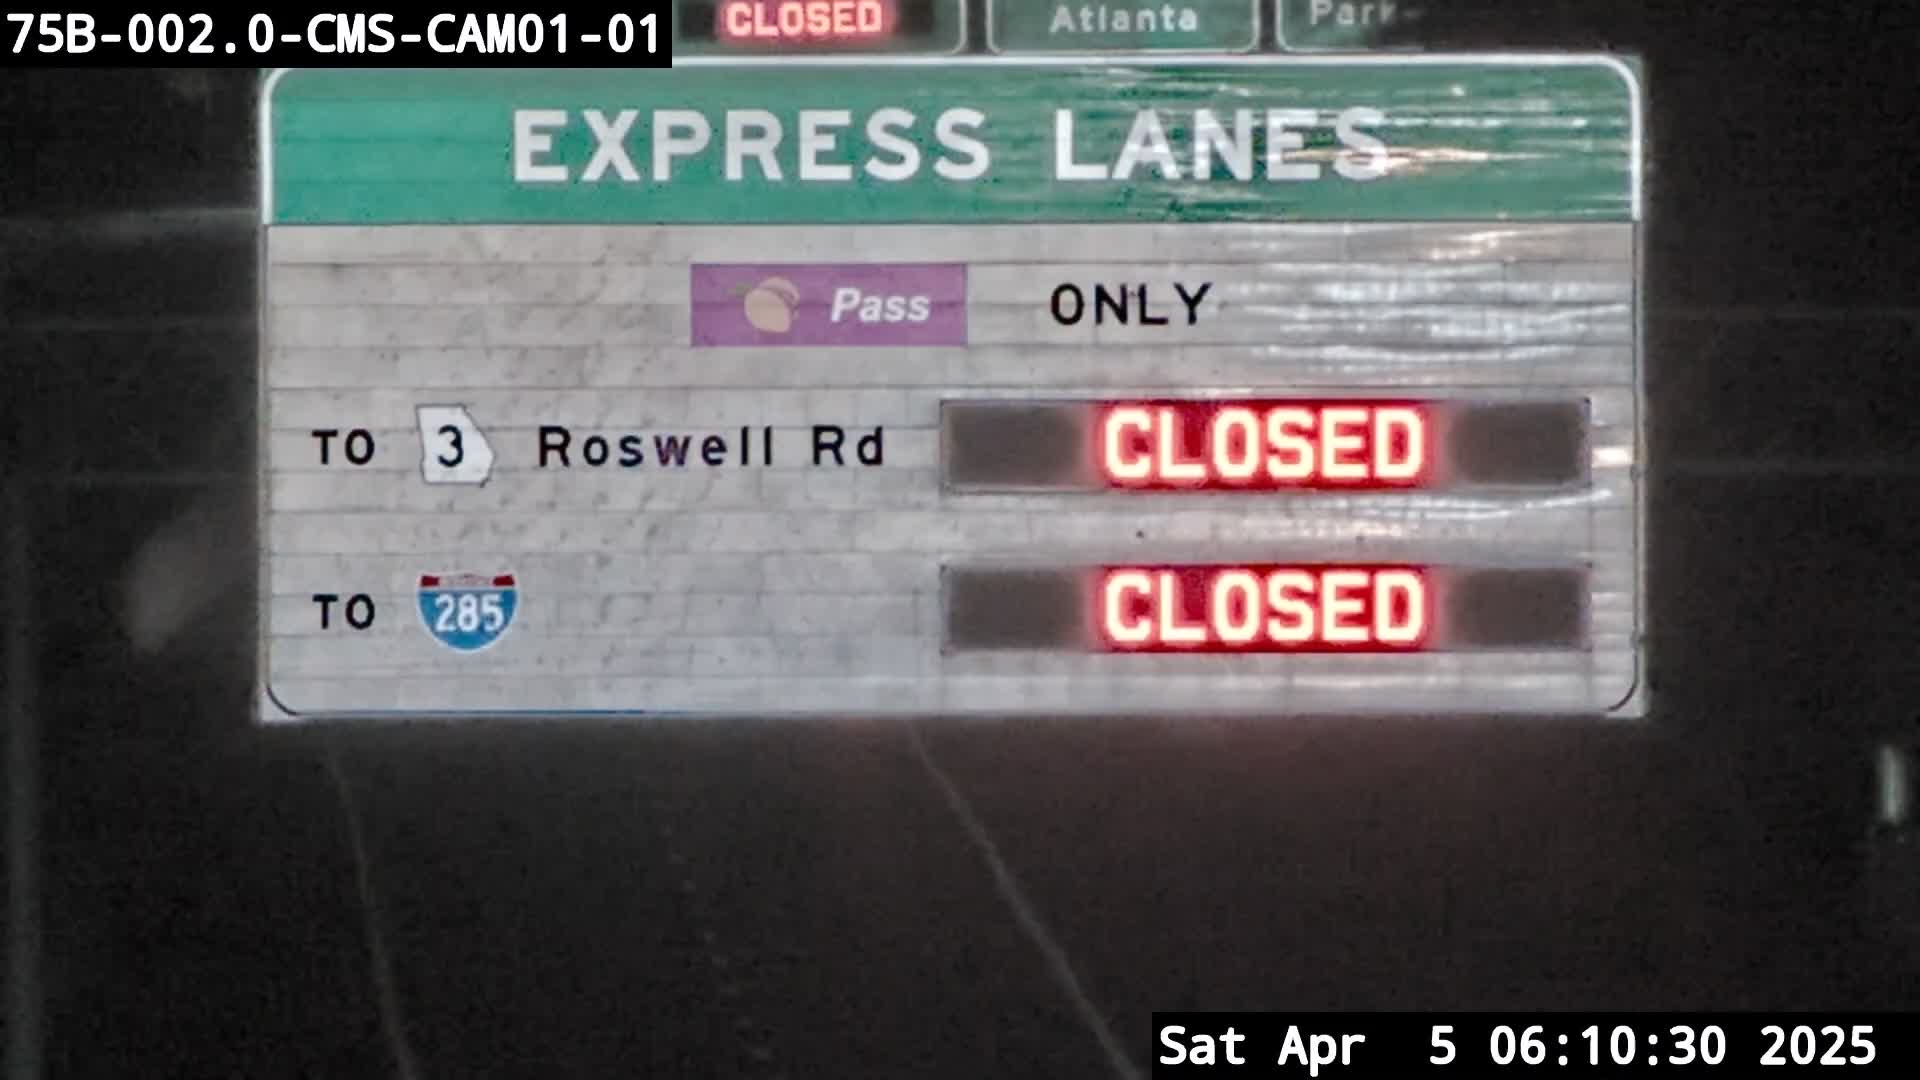 75B-002.0-CMS-CAM01-01
CLOSED
Atlanta
Park
EXPRESS LANES
Pass ONLY
TO 3 Roswell Rd CLOSED
TO 285 CLOSED
Sat Apr 5 06:10:30 2025